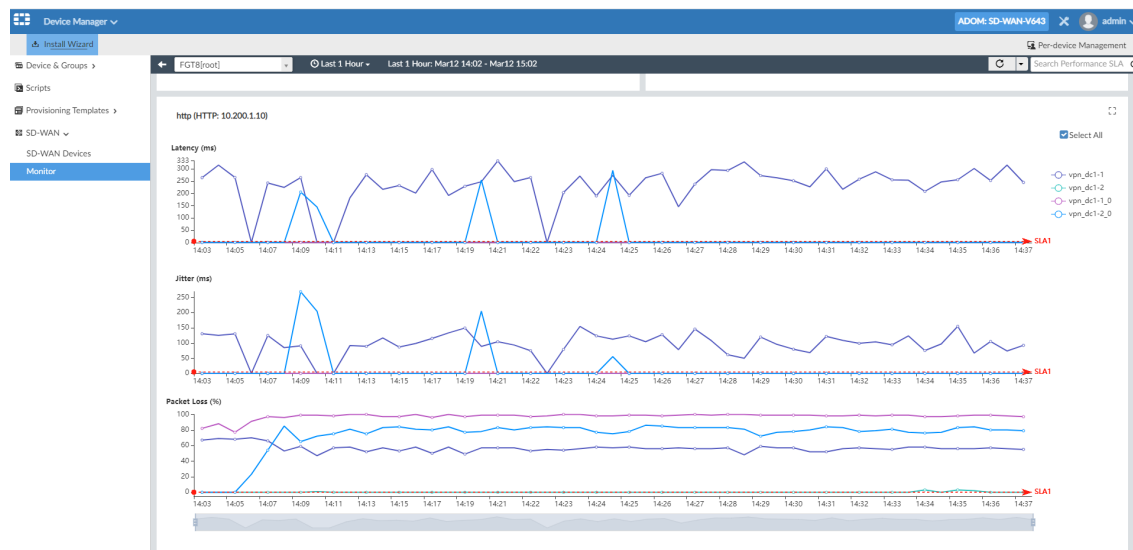 Device Manager
ADOM: SD-WAN-V643
admin
Install Wizard
Per-device Management
Device & Groups
FGT8[root]
Last 1 Hour
Last 1 Hour: Mar12 14:02 - Mar12 15:02
Search Performance SLA
Scripts
Provisioning Templates
SD-WAN
SD-WAN Devices
Monitor
http (HTTP: 10.200.1.10)
Select All
Latency (ms)
333
300
250
200
150
100
50
0
vpn_dc1-1
vpn_dc1-2
vpn_dc1-1_0
vpn_dc1-2_0
SLA1
14:03 14:05 14:07 14:09 14:11 14:13 14:15 14:17 14:19 14:21 14:22 14:23 14:24 14:25 14:26 14:27 14:28 14:29 14:30 14:31 14:32 14:33 14:34 14:35 14:36 14:37
Jitter (ms)
250
200
150
100
50
0
SLA1
14:03 14:05 14:07 14:09 14:11 14:13 14:15 14:17 14:19 14:21 14:22 14:23 14:24 14:25 14:26 14:27 14:28 14:29 14:30 14:31 14:32 14:33 14:34 14:35 14:36 14:37
Packet Loss (%)
100
80
60
40
20
0
SLA1
14:03 14:05 14:07 14:09 14:11 14:13 14:15 14:17 14:19 14:21 14:22 14:23 14:24 14:25 14:26 14:27 14:28 14:29 14:30 14:31 14:32 14:33 14:34 14:35 14:36 14:37